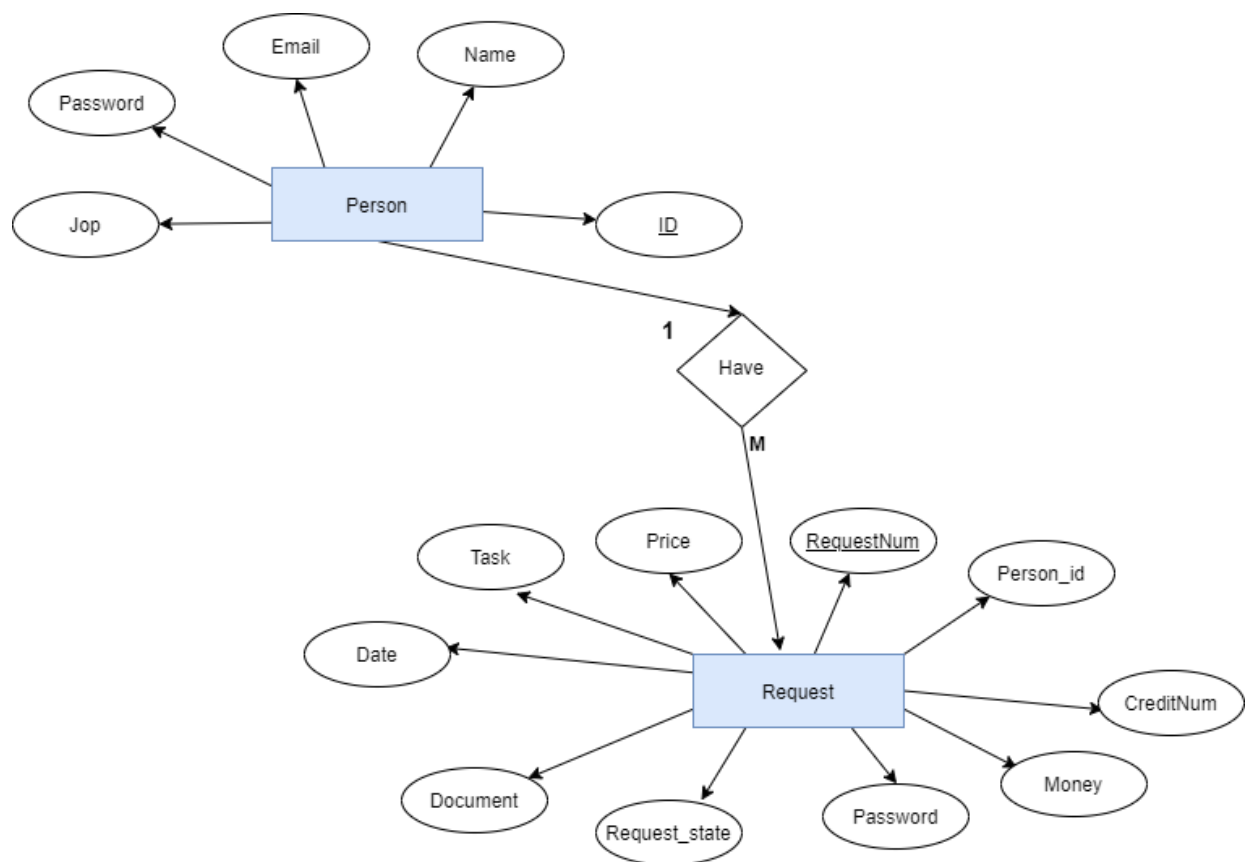 Email
Name
Password
Person
Jop
ID
1
Have
M
Task
Price
RequestNum
Person_id
Date
Request
CreditNum
Document
Request_state
Password
Money